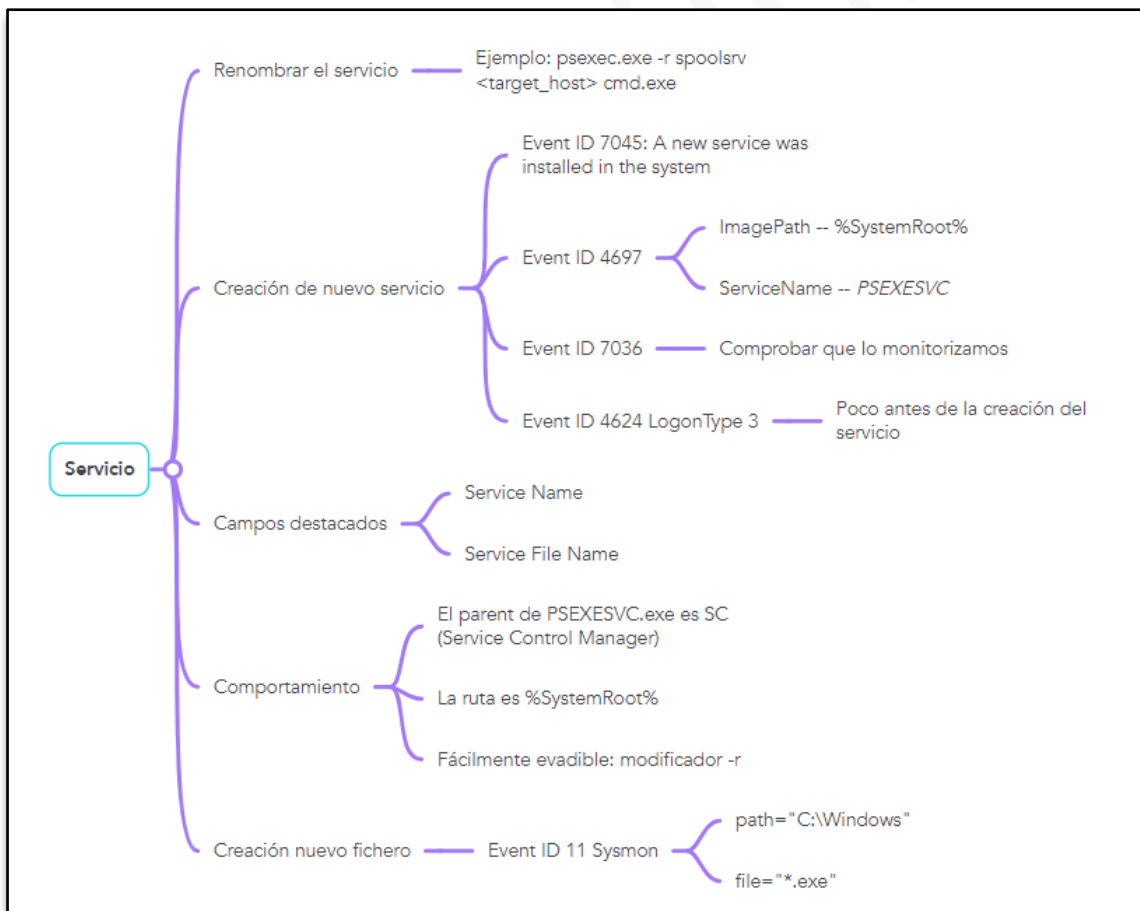 Servicio
Renombrar el servicio
Ejemplo: psexec.exe -r spoolsrv
<target_host> cmd.exe
Creación de nuevo servicio
Event ID 7045: A new service was
installed in the system
Event ID 4697
ImagePath -- %SystemRoot%
ServiceName -- PSEXESVC
Event ID 7036
Comprobar que lo monitorizamos
Event ID 4624 LogonType 3
Poco antes de la creación del
servicio
Campos destacados
Service Name
Service File Name
Comportamiento
El parent de PSEXESVC.exe es SC
(Service Control Manager)
La ruta es %SystemRoot%
Fácilmente evadible: modificador -r
Creación nuevo fichero
Event ID 11 Sysmon
path="C:\Windows"
file="*.exe"